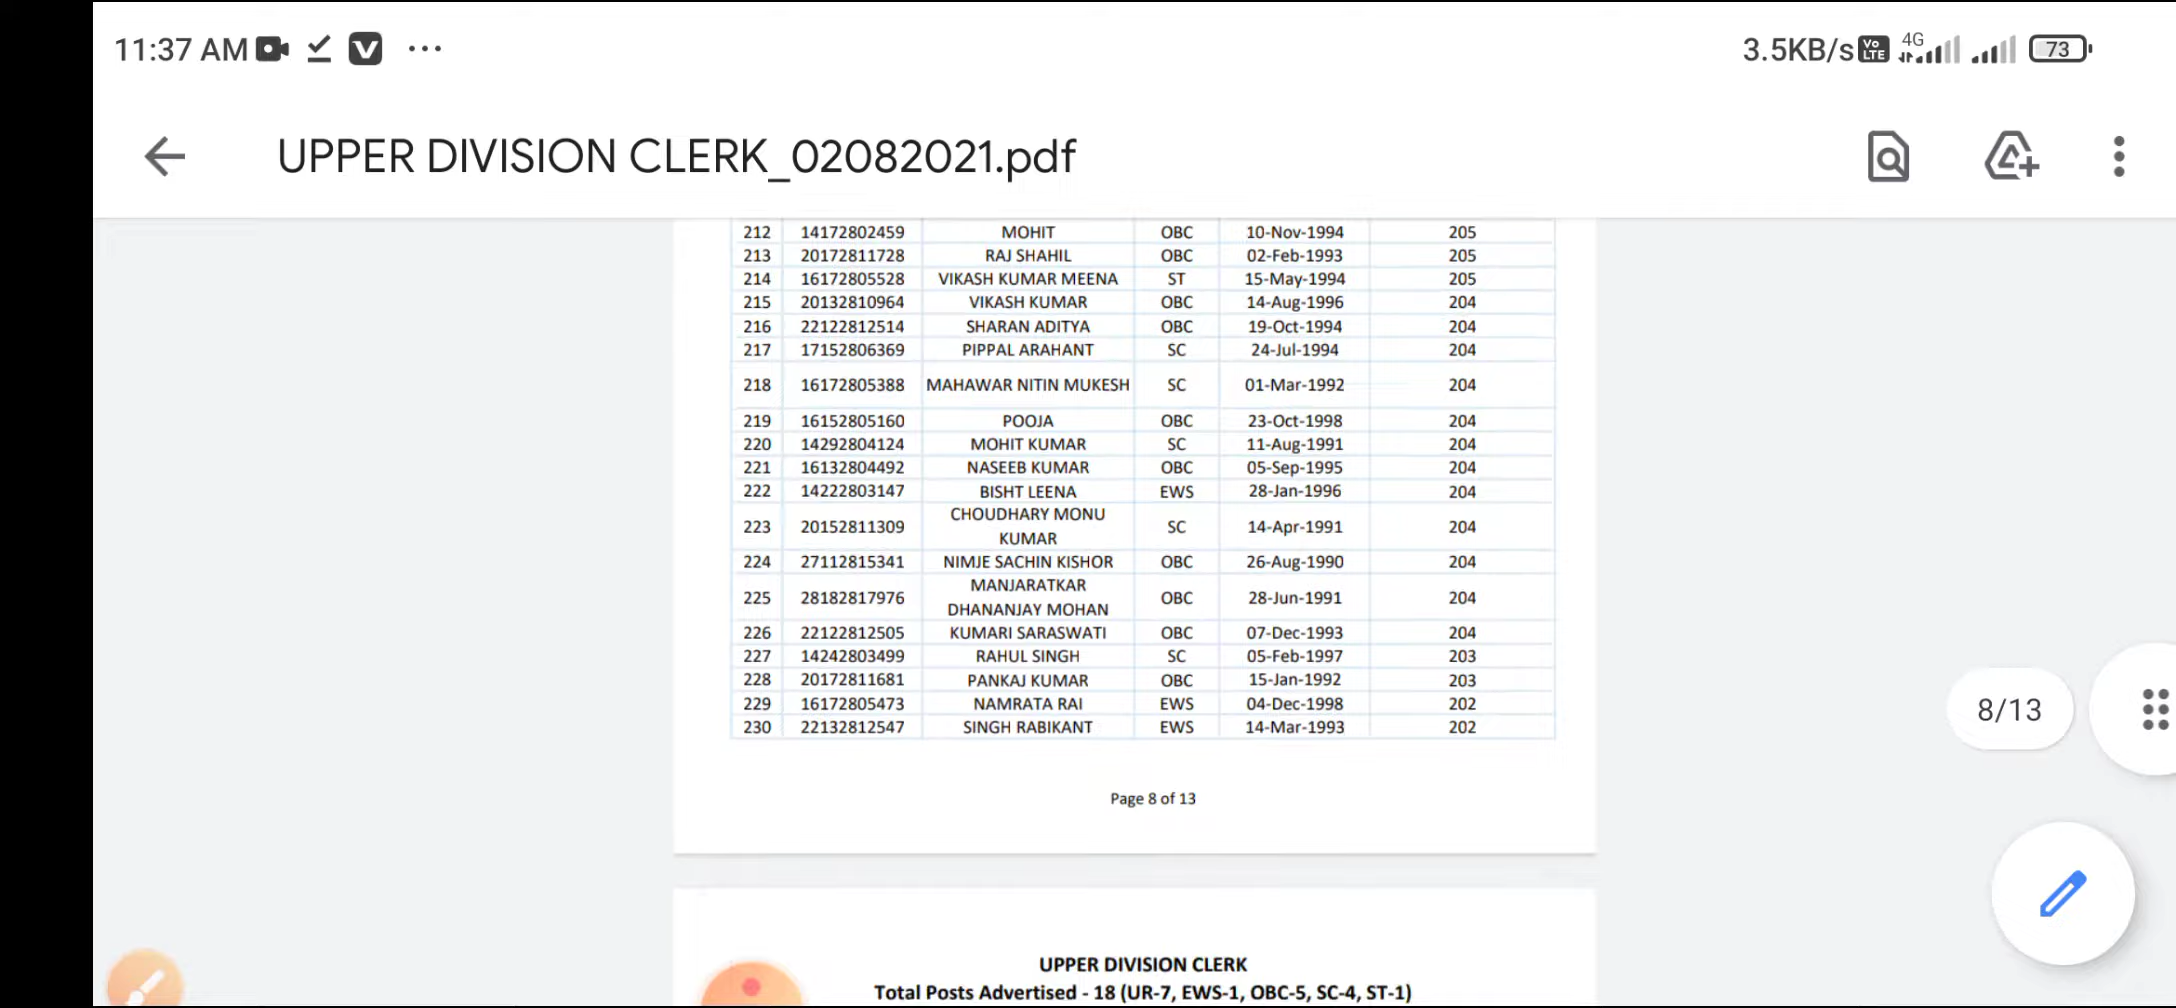 11:37 AM
3.5KB/s Vo LTE 4G 73
UPPER DIVISION CLERK_02082021.pdf
212 14172802459 MOHIT OBC 10-Nov-1994 205
213 20172811728 RAJ SHAHIL OBC 02-Feb-1993 205
214 16172805528 VIKASH KUMAR MEENA ST 15-May-1994 205
215 20132810964 VIKASH KUMAR OBC 14-Aug-1996 204
216 22122812514 SHARAN ADITYA OBC 19-Oct-1994 204
217 17152806369 PIPPAL ARAHANT SC 24-Jul-1994 204
218 16172805388 MAHAWAR NITIN MUKESH SC 01-Mar-1992 204
219 16152805160 POOJA OBC 23-Oct-1998 204
220 14292804124 MOHIT KUMAR SC 11-Aug-1991 204
221 16132804492 NASEEB KUMAR OBC 05-Sep-1995 204
222 14222803147 BISHT LEENA EWS 28-Jan-1996 204
223 20152811309 CHOUDHARY MONU
KUMAR SC 14-Apr-1991 204
224 27112815341 NIMJE SACHIN KISHOR OBC 26-Aug-1990 204
225 28182817976 MANJARATKAR
DHANANJAY MOHAN OBC 28-Jun-1991 204
226 22122812505 KUMARI SARASWATI OBC 07-Dec-1993 204
227 14242803499 RAHUL SINGH SC 05-Feb-1997 203
228 20172811681 PANKAJ KUMAR OBC 15-Jan-1992 203
229 16172805473 NAMRATA RAI EWS 04-Dec-1998 202
230 22132812547 SINGH RABIKANT EWS 14-Mar-1993 202
8/13
Page 8 of 13
UPPER DIVISION CLERK
Total Posts Advertised - 18 (UR-7, EWS-1, OBC-5, SC-4, ST-1)